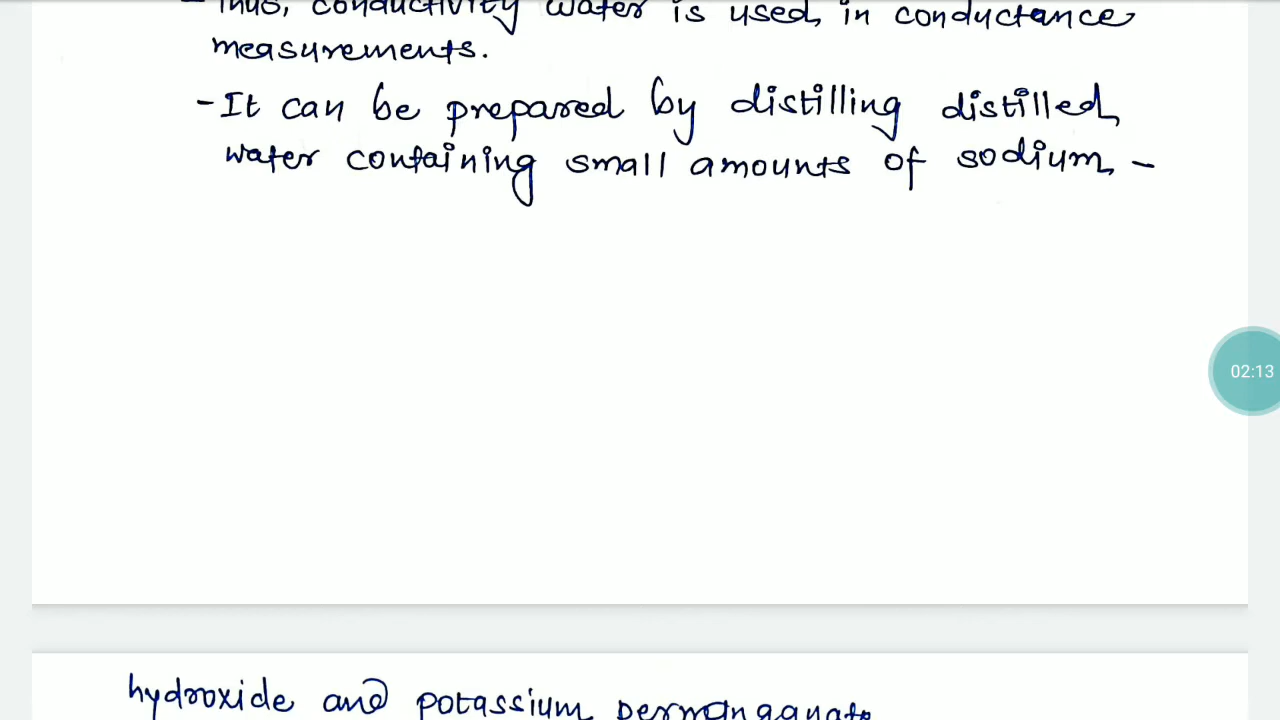 Thus, conductivity water is used in conductance
measurements.
- It can be prepared by distilling distilled
water containing small amounts of sodium -
02:13
hydroxide and potassium permanganate